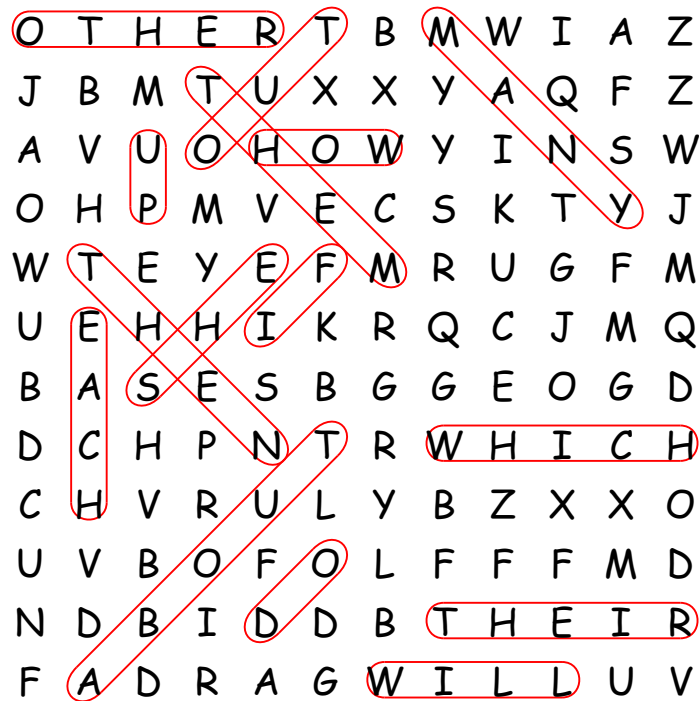 O T H E R T B M W I A Z
J B M T U X X Y A Q F Z
A V U O H O W Y I N S W
O H P M V E C S K T Y J
W T E Y E F M R U G F M
U E H H I K R Q C J M Q
B A S E S B G G E O G D
D C H P N T R W H I C H
C H V R U L Y B Z X X O
U V B O F O L F F F M D
N D B I D D B T H E I R
F A D R A G W I L L U V